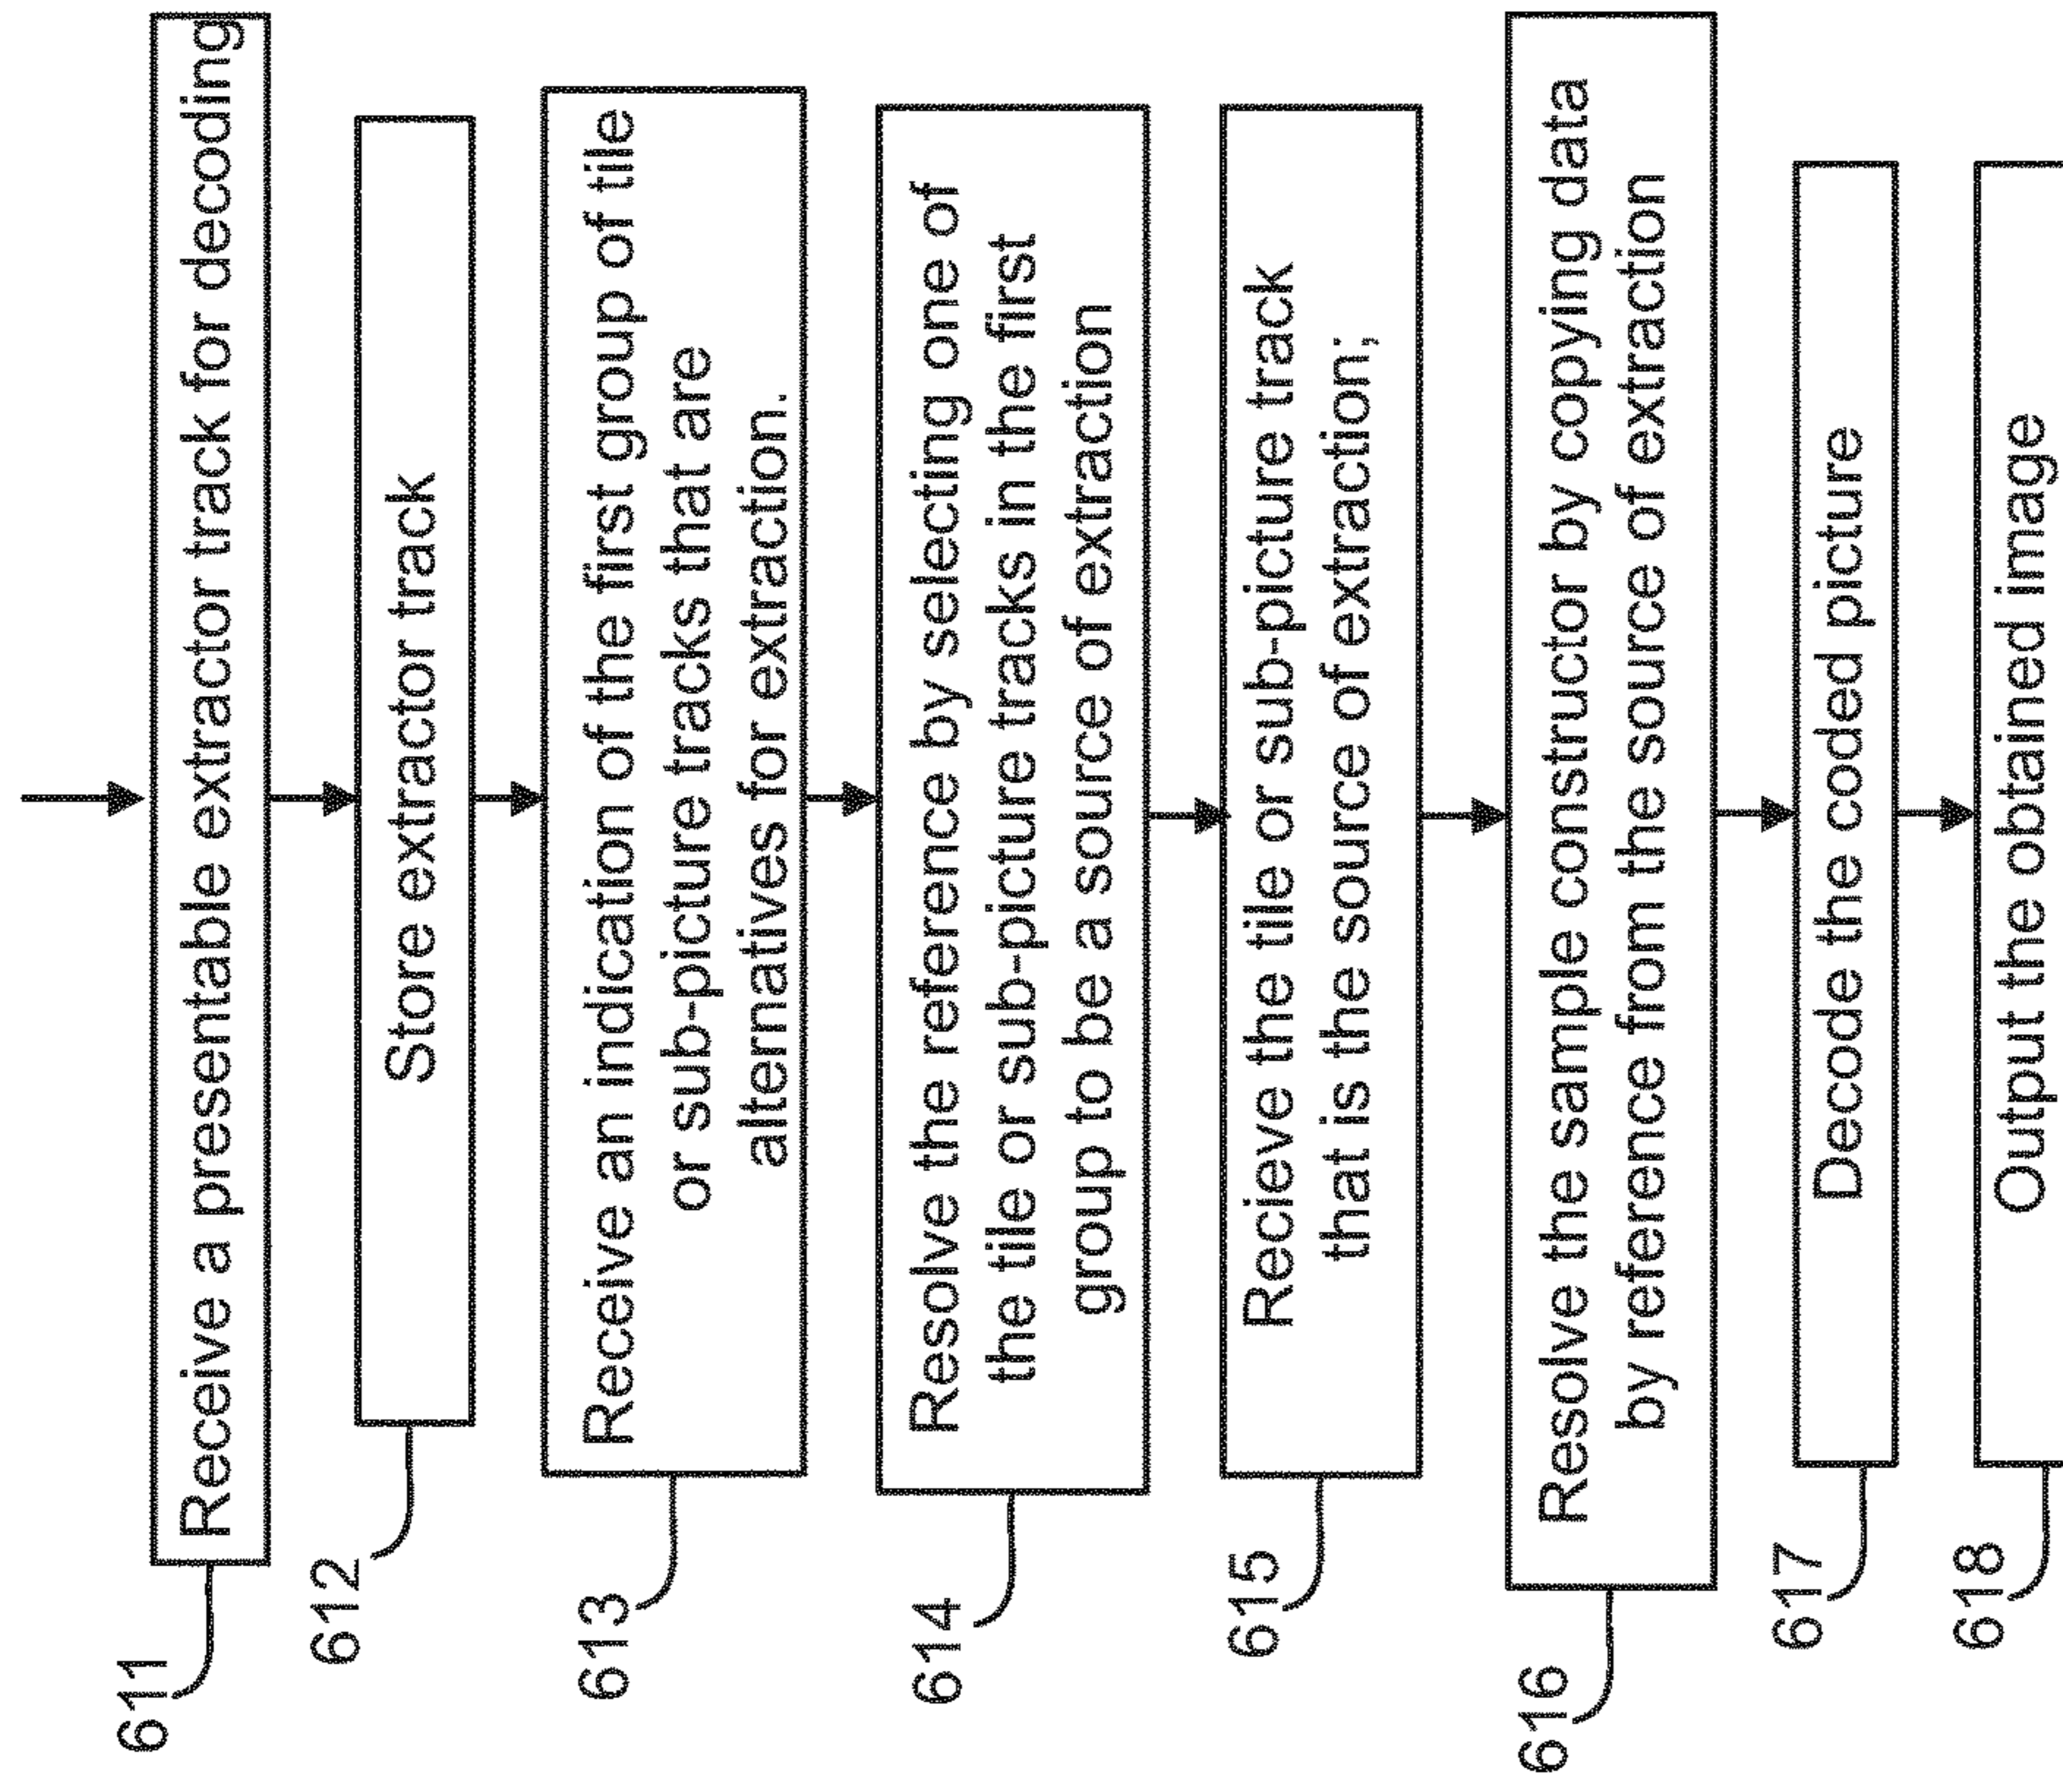 611
Receive a presentable extractor track for decoding
612
Store extractor track
613
Receive an indication of the first group of tile
or sub-picture tracks that are
alternatives for extraction.
614
Resolve the reference by selecting one of
the tile or sub-picture tracks in the first
group to be a source of extraction
615
Recieve the tile or sub-picture track
that is the source of extraction;
616
Resolve the sample constructor by copying data
by reference from the source of extraction
617
Decode the coded picture
618
Output the obtained image